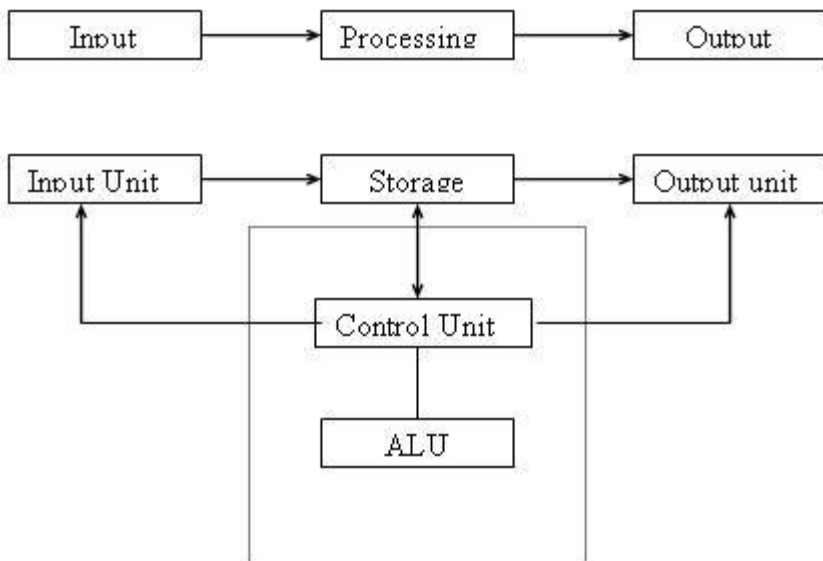 Input
Processing
Output
Input Unit
Storage
Output unit
Control Unit
ALU